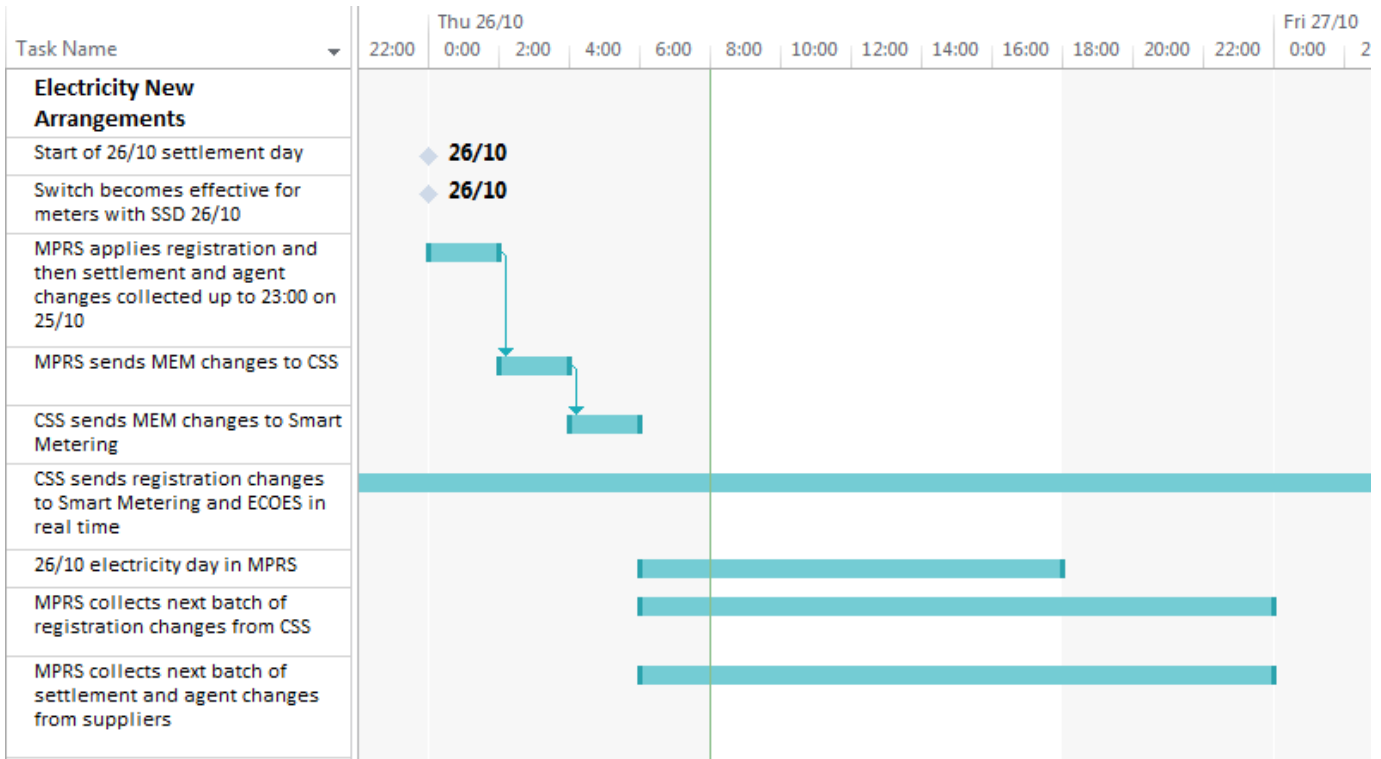 Thu 26/10 Fri 27/10
Task Name 22:00 0:00 2:00 4:00 6:00 8:00 10:00 12:00 14:00 16:00 18:00 20:00 22:00 0:00 2
Electricity New
Arrangements
Start of 26/10 settlement day 26/10
Switch becomes effective for
meters with SSD 26/10
26/10
MPRS applies registration and
then settlement and agent
changes collected up to 23:00 on
25/10
MPRS sends MEM changes to CSS
CSS sends MEM changes to Smart
Metering
CSS sends registration changes
to Smart Metering and ECOES in
real time
26/10 electricity day in MPRS
MPRS collects next batch of
registration changes from CSS
MPRS collects next batch of
settlement and agent changes
from suppliers